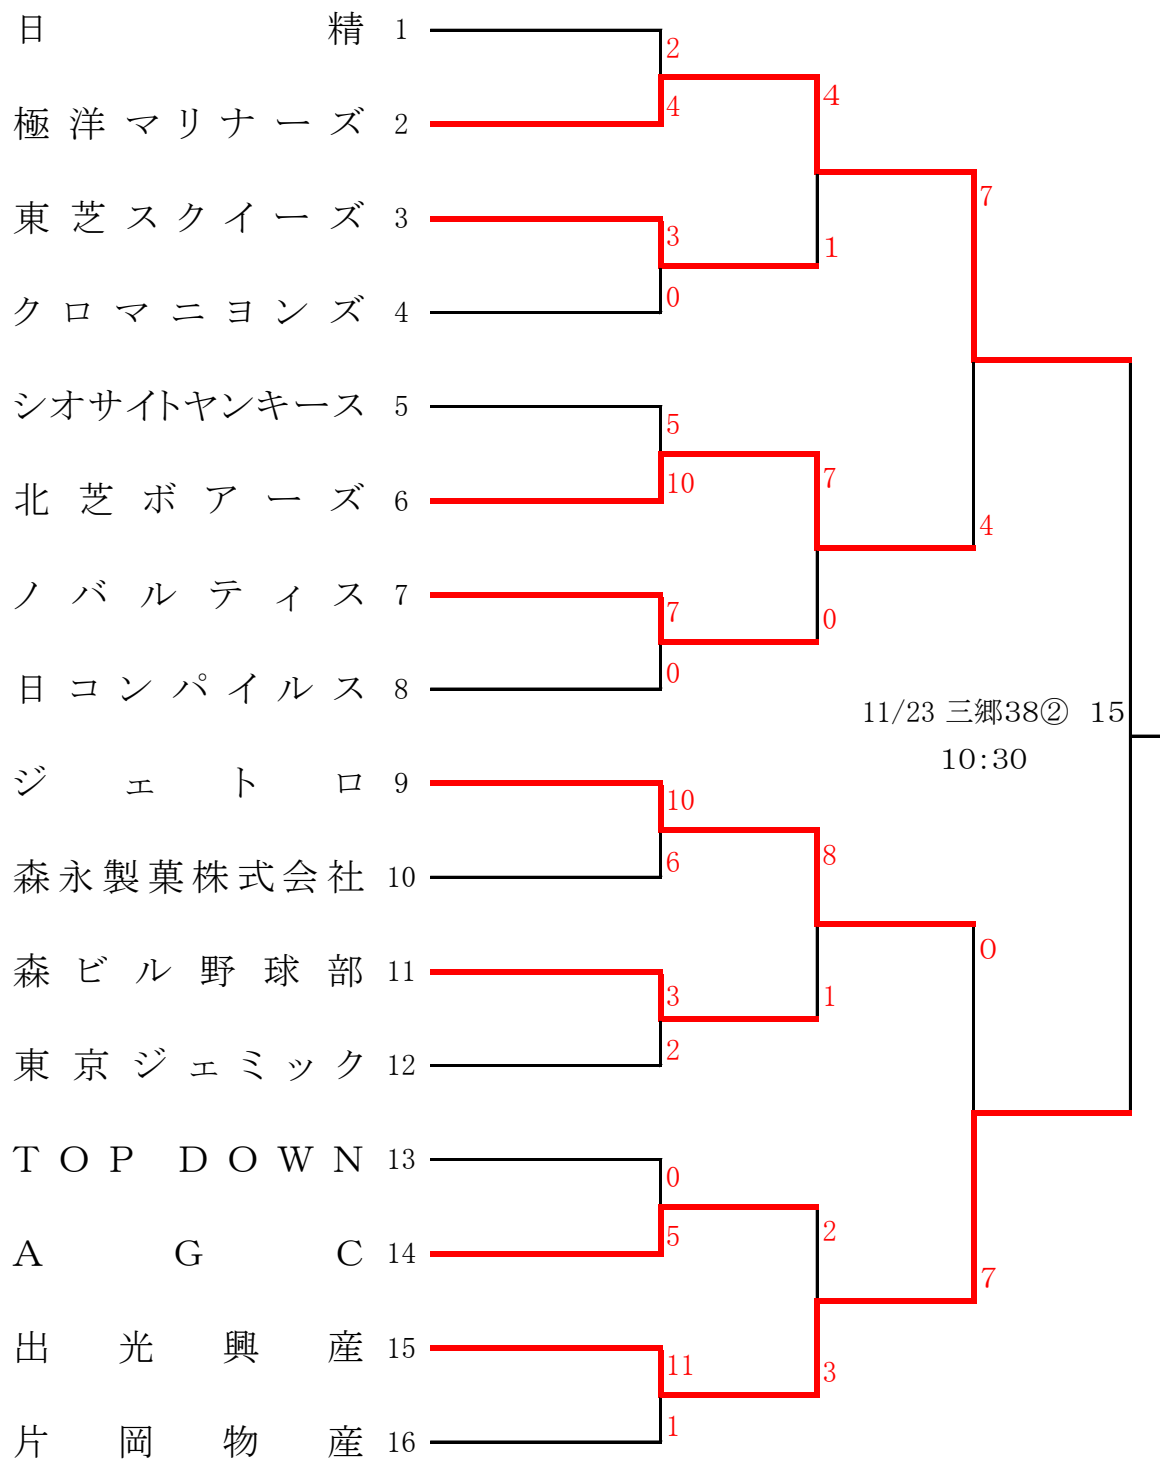 日精 1
2
4
極洋マリナーズ 2
4
東芝スクイーズ 3
7
3
1
0
クロマニヨンズ 4
シオサイトヤンキース 5
5
7
10
北芝ボアーズ 6
4
ノバルティス 7
7
0
0
日コンパイルス 8
11/23 三郷38② 15
10:30
ジェトロ 9
10
8
6
森永製菓株式会社 10
0
森ビル野球部 11
3
1
2
東京ジェミック 12
TOP DOWN 13
0
2
5
AGC 14
7
出光興産 15
11
3
1
片岡物産 16